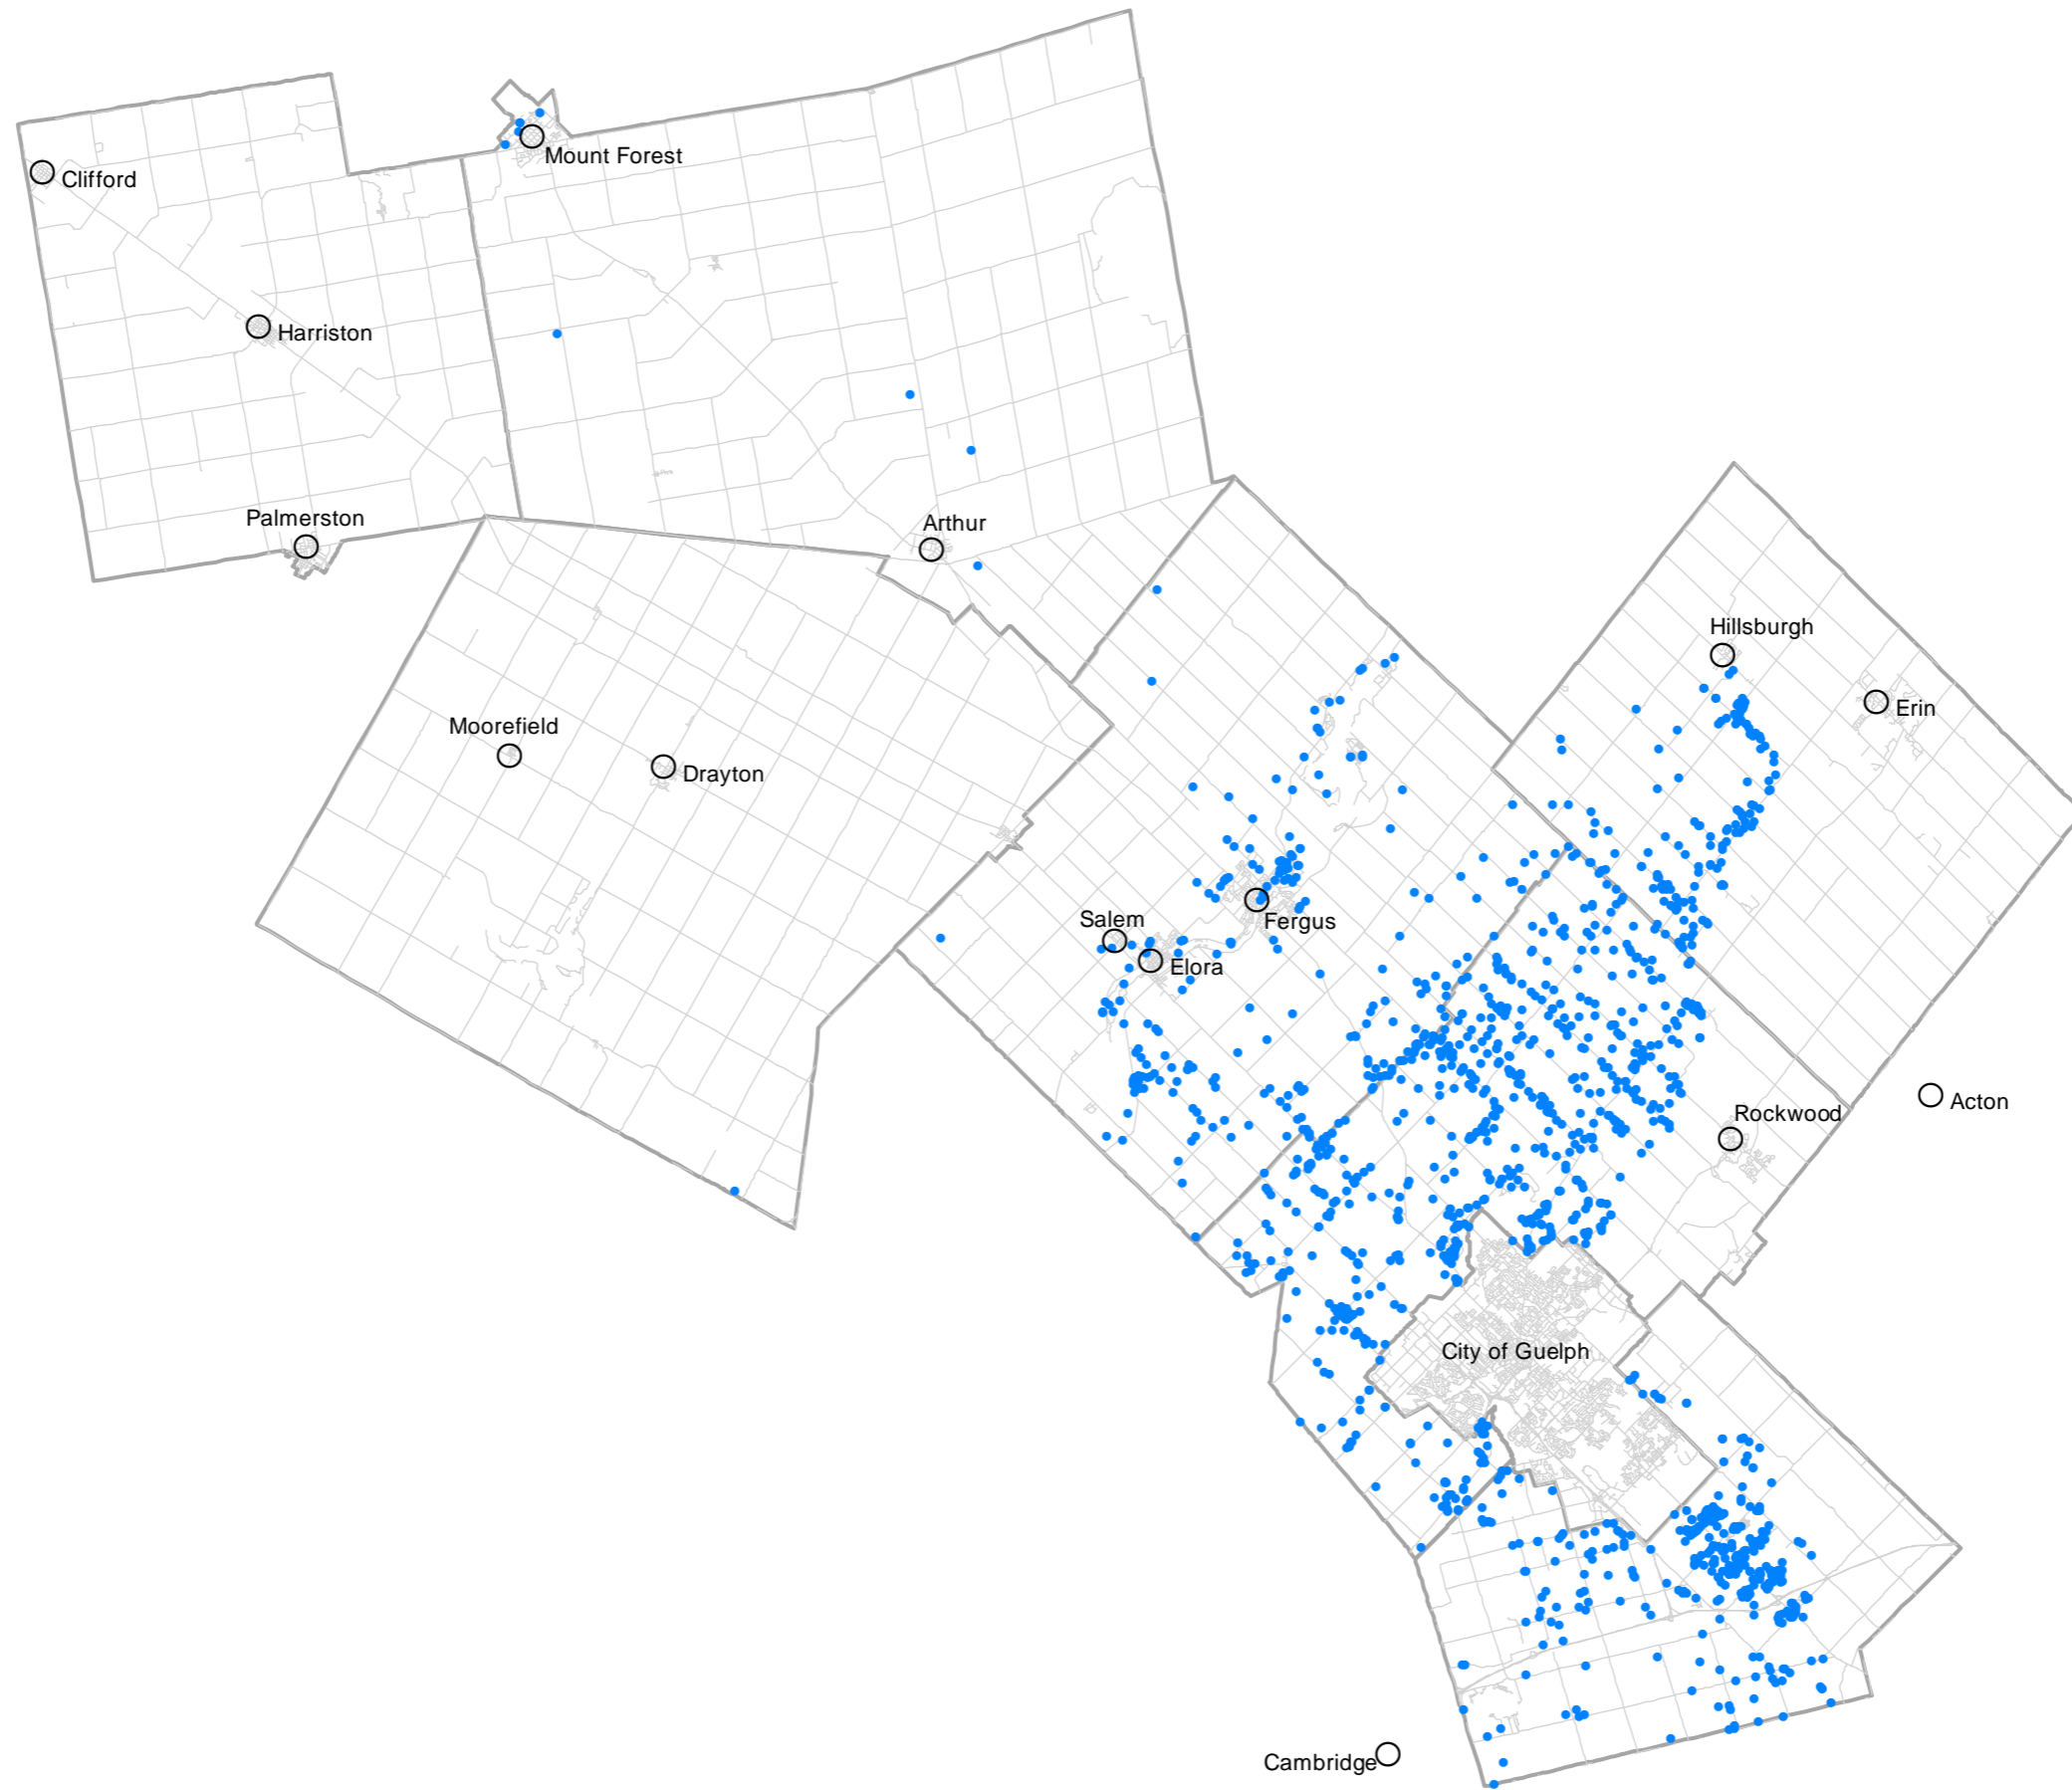 Mount Forest
Clifford
Harriston
Palmerston
Arthur
Hillsburgh
Erin
Moorefield
Drayton
Salem
Fergus
Elora
Acton
Rockwood
City of Guelph
Cambridge